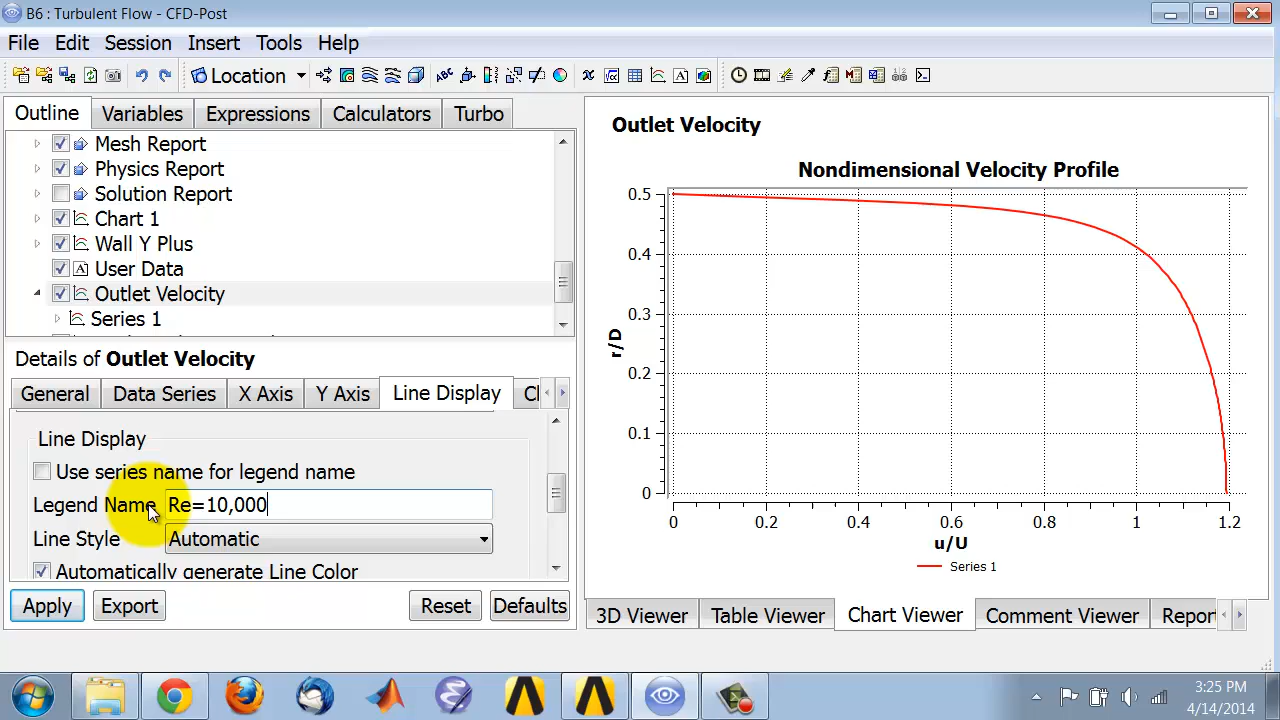 B6 : Turbulent Flow - CFD-Post
File Edit Session Insert Tools Help
Location
Outline Variables Expressions Calculators Turbo
Mesh Report
Physics Report
Solution Report
Chart 1
Wall Y Plus
User Data
Outlet Velocity
Series 1
Details of Outlet Velocity
General Data Series X Axis Y Axis Line Display
Line Display
Use series name for legend name
Legend Name Re=10,000
Line Style Automatic
Automatically generate Line Color
Apply Export Reset Defaults
Outlet Velocity
Nondimensional Velocity Profile
0.5
0.4
0.3
0.2
0.1
0
r/D
0 0.2 0.4 0.6 0.8 1 1.2
u/U
Series 1
3D Viewer Table Viewer Chart Viewer Comment Viewer Report
3:25 PM
4/14/2014